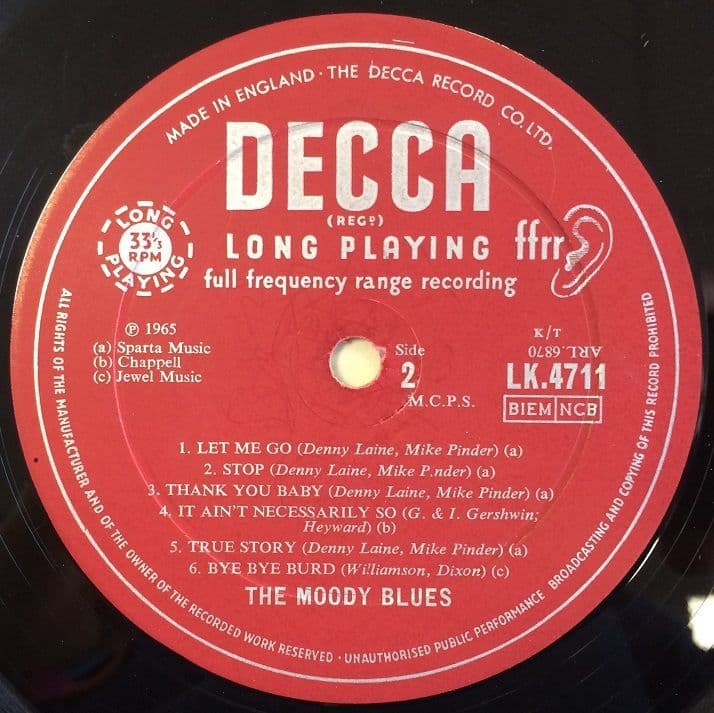 MADE IN ENGLAND · THE DECCA RECORD CO. LTD.
DECCA
(REGD)
LONG PLAYING ffrr
full frequency range recording
LONG PLAYING
33⅓ RPM
℗ 1965
(a) Sparta Music
(b) Chappell
(c) Jewel Music
Side
2
M.C.P.S.
T/K
ARL.6870
LK.4711
BIEM NCB
1. LET ME GO (Denny Laine, Mike Pinder) (a)
2. STOP (Denny Laine, Mike P.nder) (a)
3. THANK YOU BABY (Denny Laine, Mike Pinder) (a)
4. IT AIN'T NECESSARILY SO (G. & I. Gershwin;
Heyward) (b)
5. TRUE STORY (Denny Laine, Mike Pinder) (a)
6. BYE BYE BURD (Williamson, Dixon) (c)
THE MOODY BLUES
ALL RIGHTS OF THE MANUFACTURER AND OF THE OWNER OF THE RECORDED WORK RESERVED · UNAUTHORISED PUBLIC PERFORMANCE BROADCASTING AND COPYING OF THIS RECORD PROHIBITED